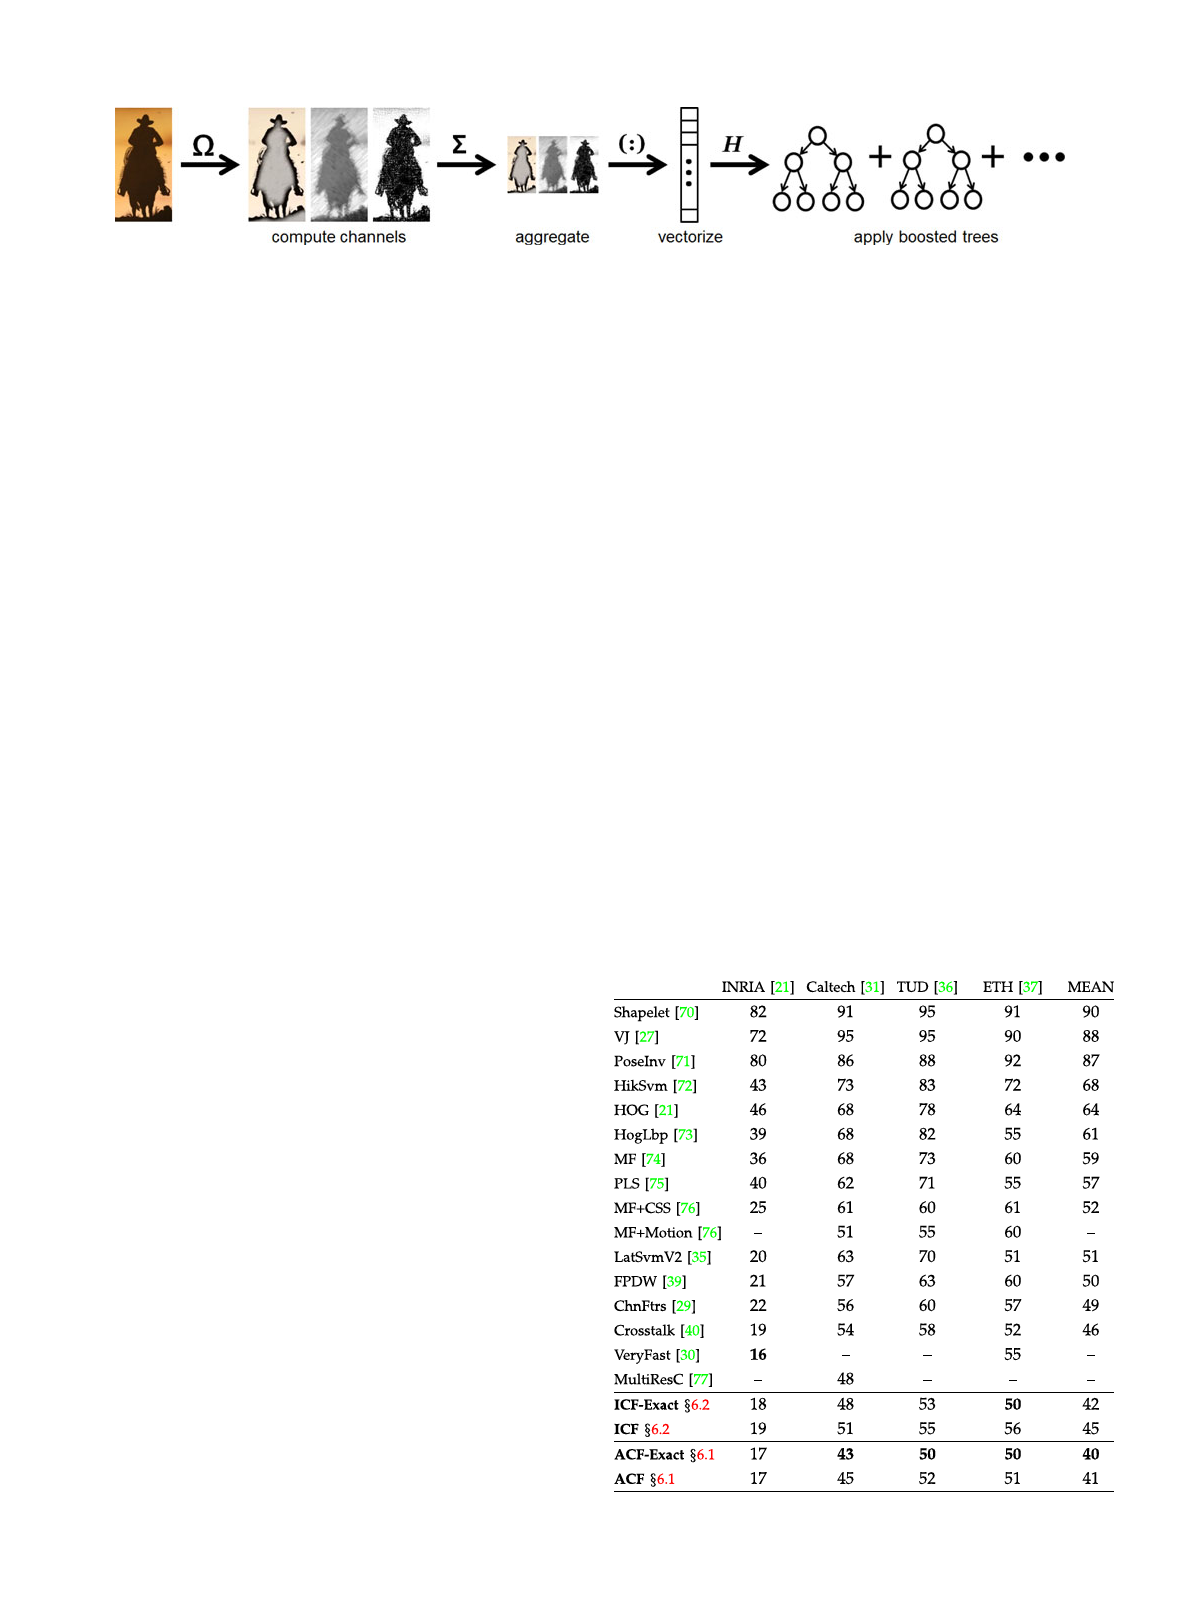 Ω Σ (:) H
+ + •••
compute channels aggregate vectorize apply boosted trees
INRIA [21] Caltech [31] TUD [36] ETH [37] MEAN
Shapelet [70] 82 91 95 91 90
VJ [27] 72 95 95 90 88
PoseInv [71] 80 86 88 92 87
HikSvm [72] 43 73 83 72 68
HOG [21] 46 68 78 64 64
HogLbp [73] 39 68 82 55 61
MF [74] 36 68 73 60 59
PLS [75] 40 62 71 55 57
MF+CSS [76] 25 61 60 61 52
MF+Motion [76] – 51 55 60 –
LatSvmV2 [35] 20 63 70 51 51
FPDW [39] 21 57 63 60 50
ChnFtrs [29] 22 56 60 57 49
Crosstalk [40] 19 54 58 52 46
VeryFast [30] 16 – – 55 –
MultiResC [77] – 48 – – –
ICF-Exact §6.2 18 48 53 50 42
ICF §6.2 19 51 55 56 45
ACF-Exact §6.1 17 43 50 50 40
ACF §6.1 17 45 52 51 41